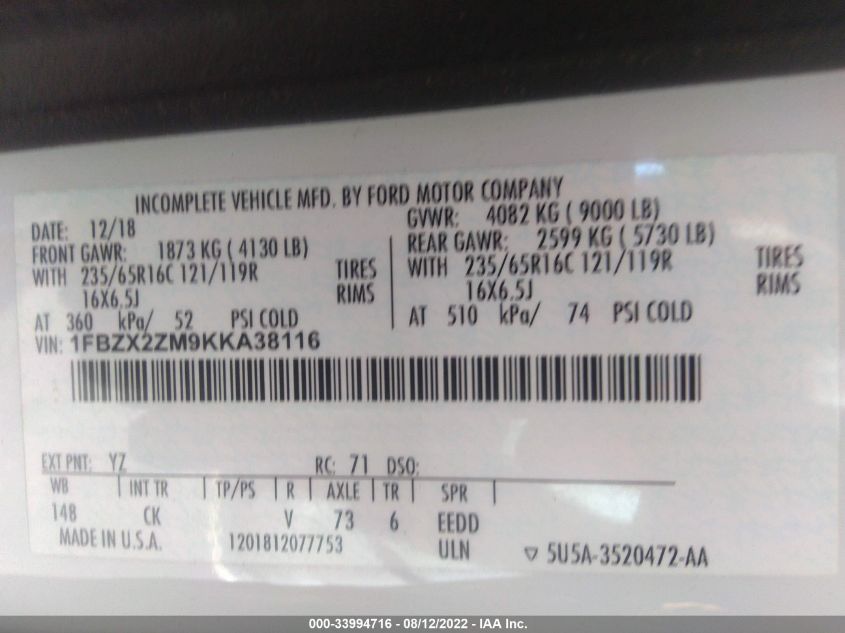 INCOMPLETE VEHICLE MFD. BY FORD MOTOR COMPANY
DATE: 12/18
GVWR: 4082 KG ( 9000 LB)
FRONT GAWR: 1873 KG ( 4130 LB)
REAR GAWR: 2599 KG ( 5730 LB)
WITH 235/65R16C 121/119R TIRES
WITH 235/65R16C 121/119R TIRES
16X6.5J RIMS
16X6.5J RIMS
AT 360 kPa/ 52 PSI COLD
AT 510 kPa/ 74 PSI COLD
VIN: 1FBZX2ZM9KKA38116
EXT PNT: YZ RC: 71 DSO:
WB INT TR TP/PS R AXLE TR SPR
148 CK V 73 6 EEDD
MADE IN U.S.A. 1201812077753 ULN 5U5A-3520472-AA
000-33994716 - 08/12/2022 - IAA Inc.